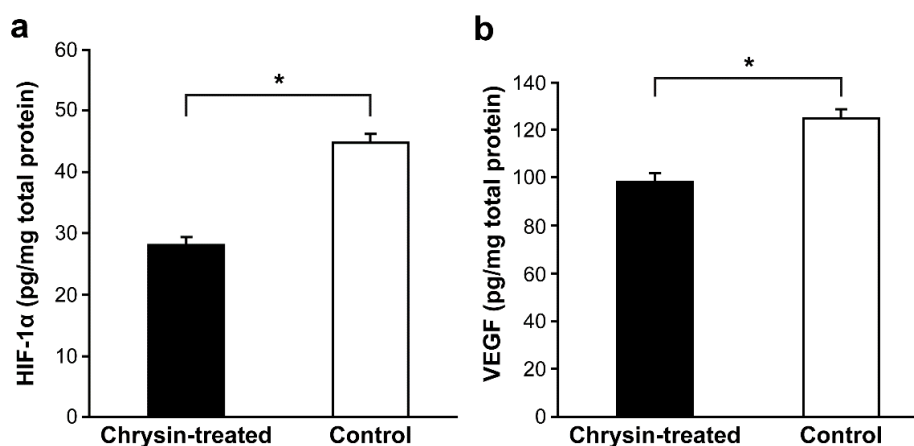 a
HIF-1α (pg/mg total protein)
60
50
40
30
20
10
0
*
Chrysin-treated
Control
b
VEGF (pg/mg total protein)
140
120
100
80
60
40
20
0
*
Chrysin-treated
Control